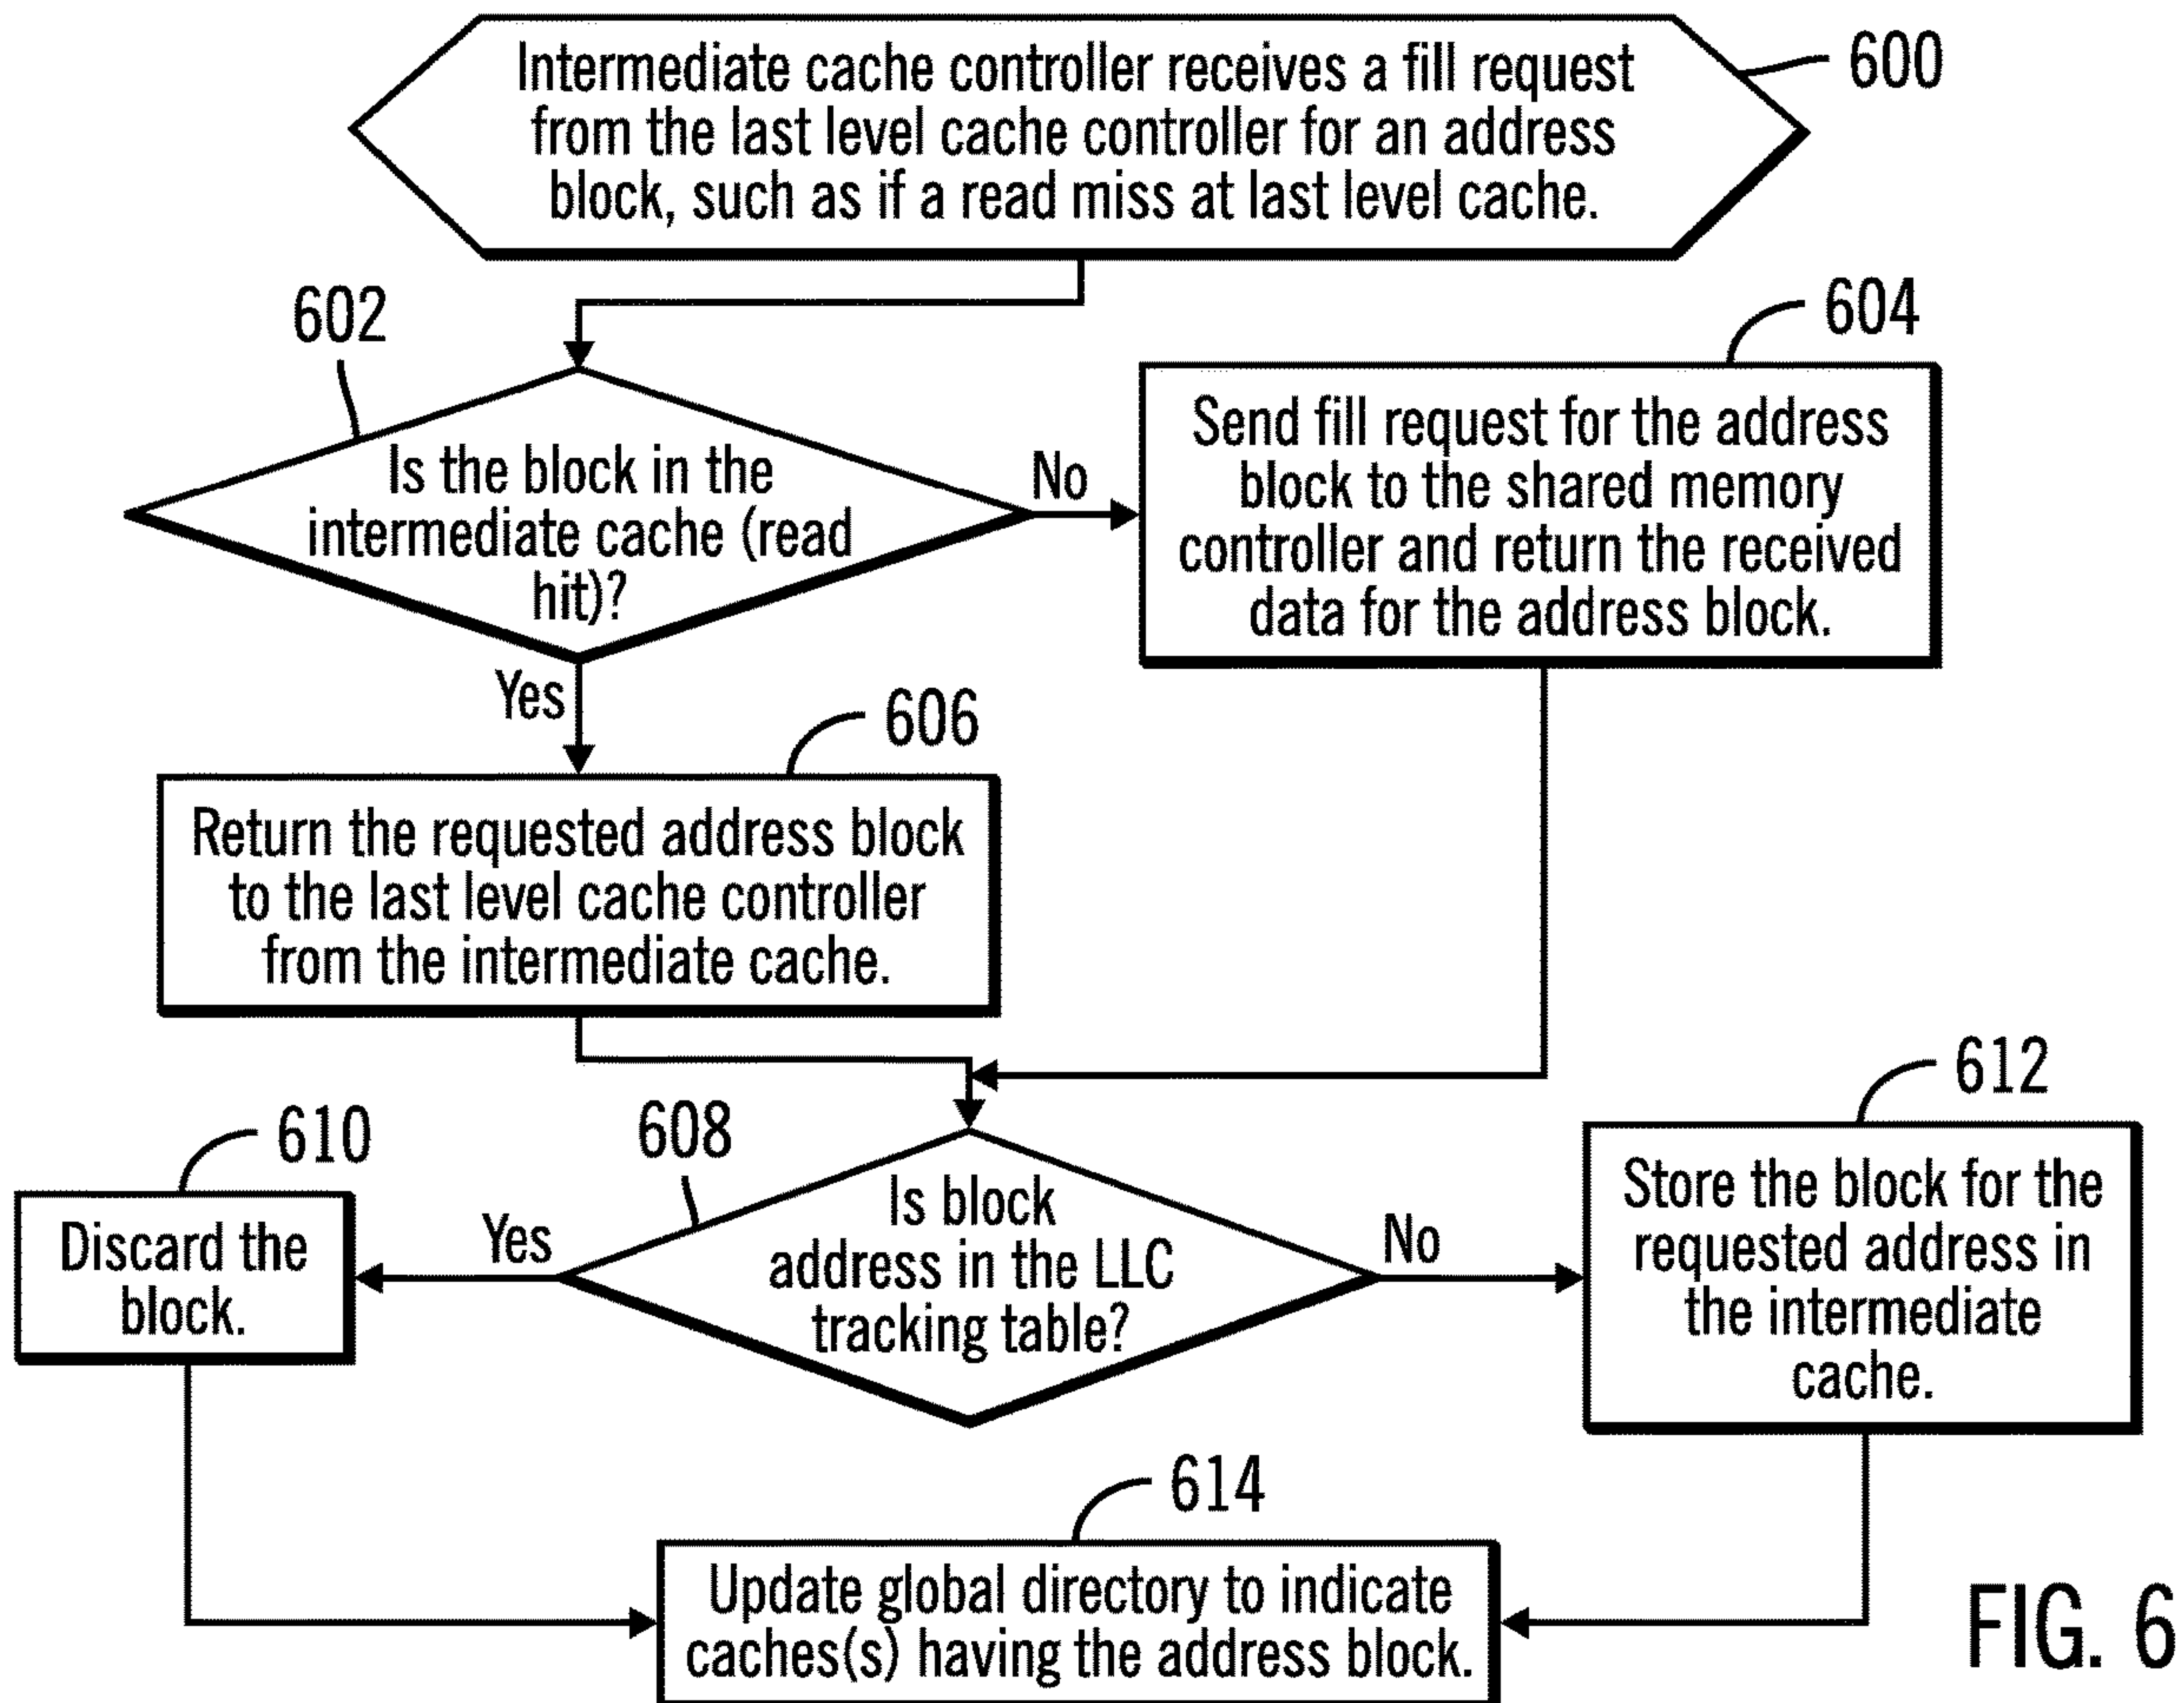 Intermediate cache controller receives a fill request
from the last level cache controller for an address
block, such as if a read miss at last level cache.
600
602
Is the block in the
intermediate cache (read
hit)?
No
Yes
604
Send fill request for the address
block to the shared memory
controller and return the received
data for the address block.
606
Return the requested address block
to the last level cache controller
from the intermediate cache.
608
Is block
address in the LLC
tracking table?
Yes
No
610
Discard the
block.
612
Store the block for the
requested address in
the intermediate
cache.
614
Update global directory to indicate
caches(s) having the address block.
FIG. 6